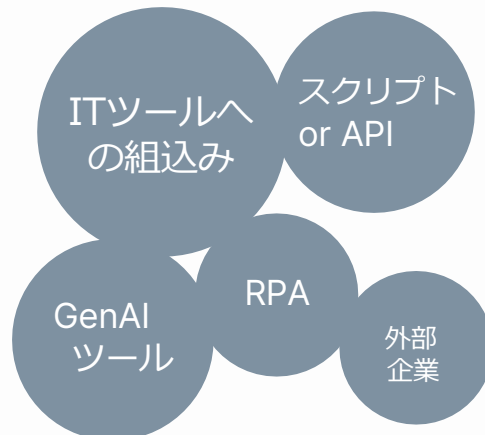 ITツールへ
の組込み
スクリプト
or API
GenAI
ツール
RPA
外部
企業